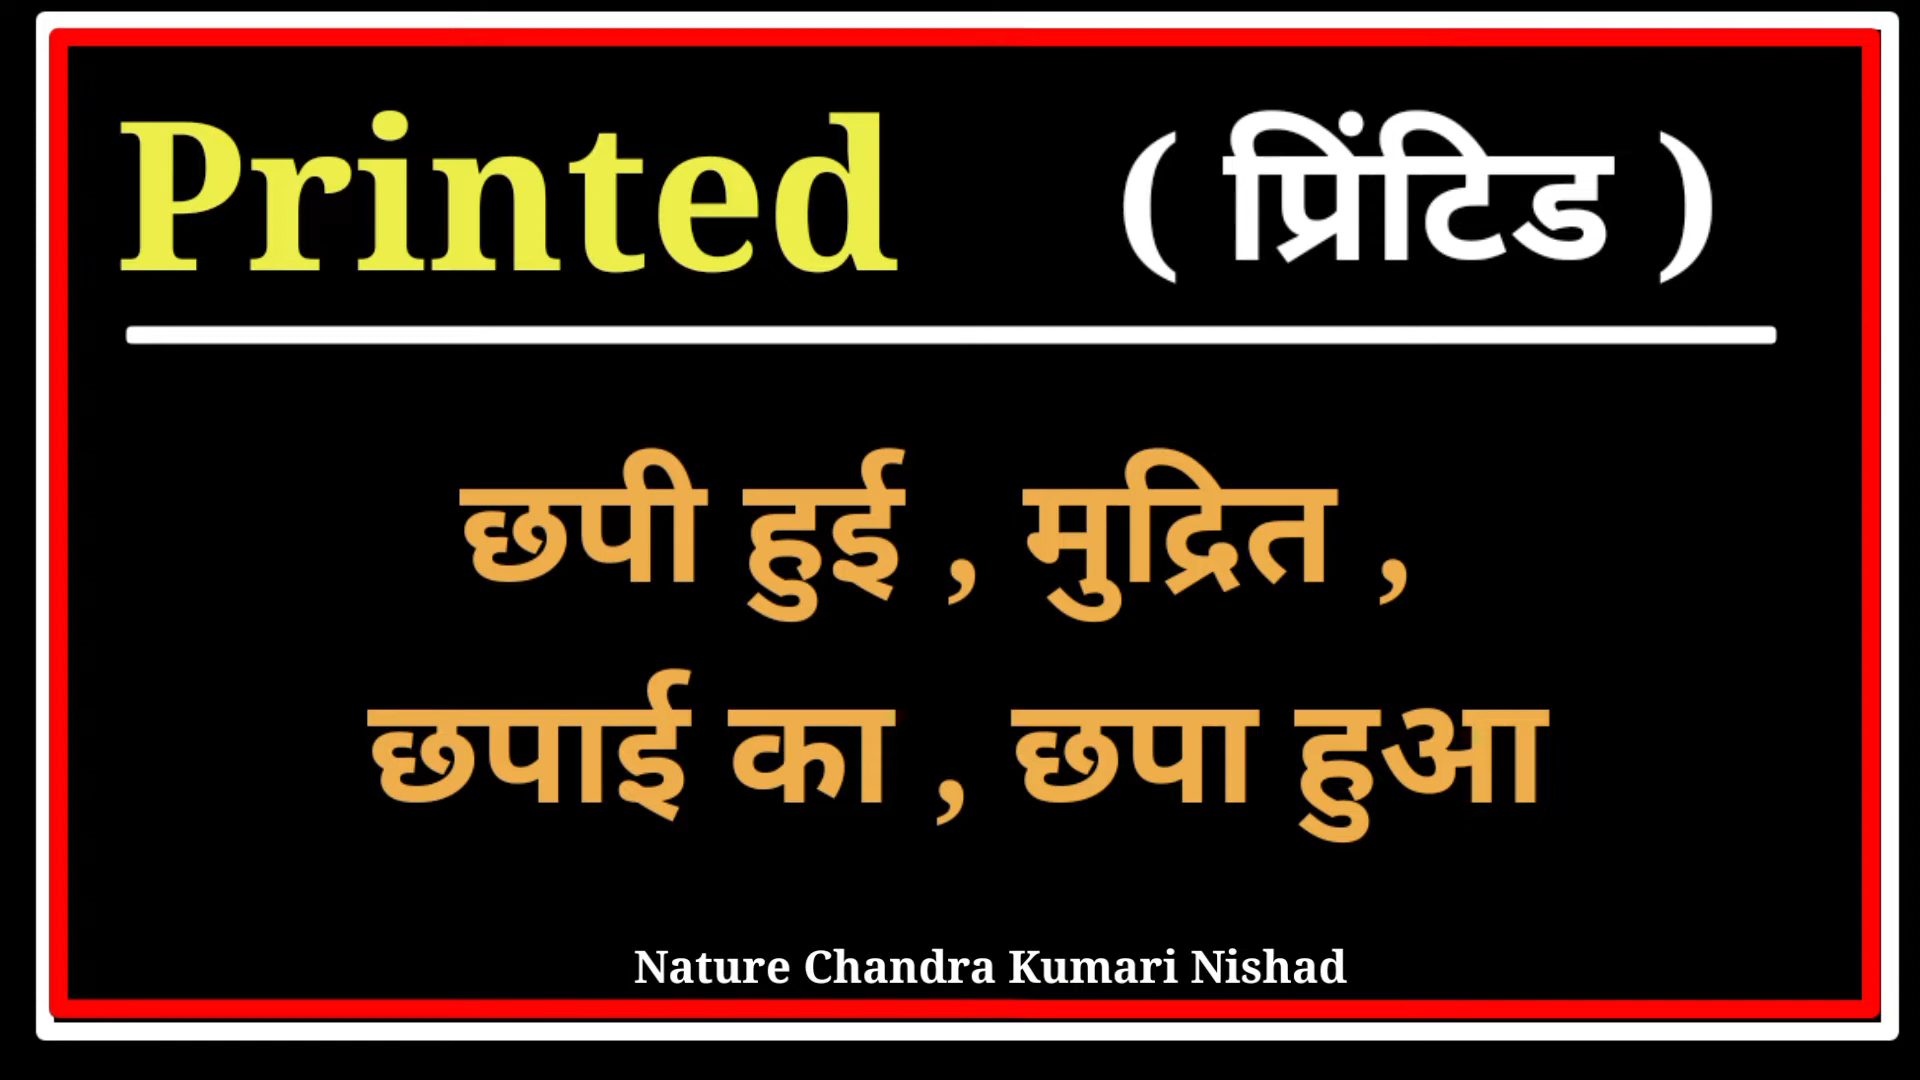 Printed ( प्रिंटिड )
छपी हुई , मुद्रित ,
छपाई का , छपा हुआ
Nature Chandra Kumari Nishad